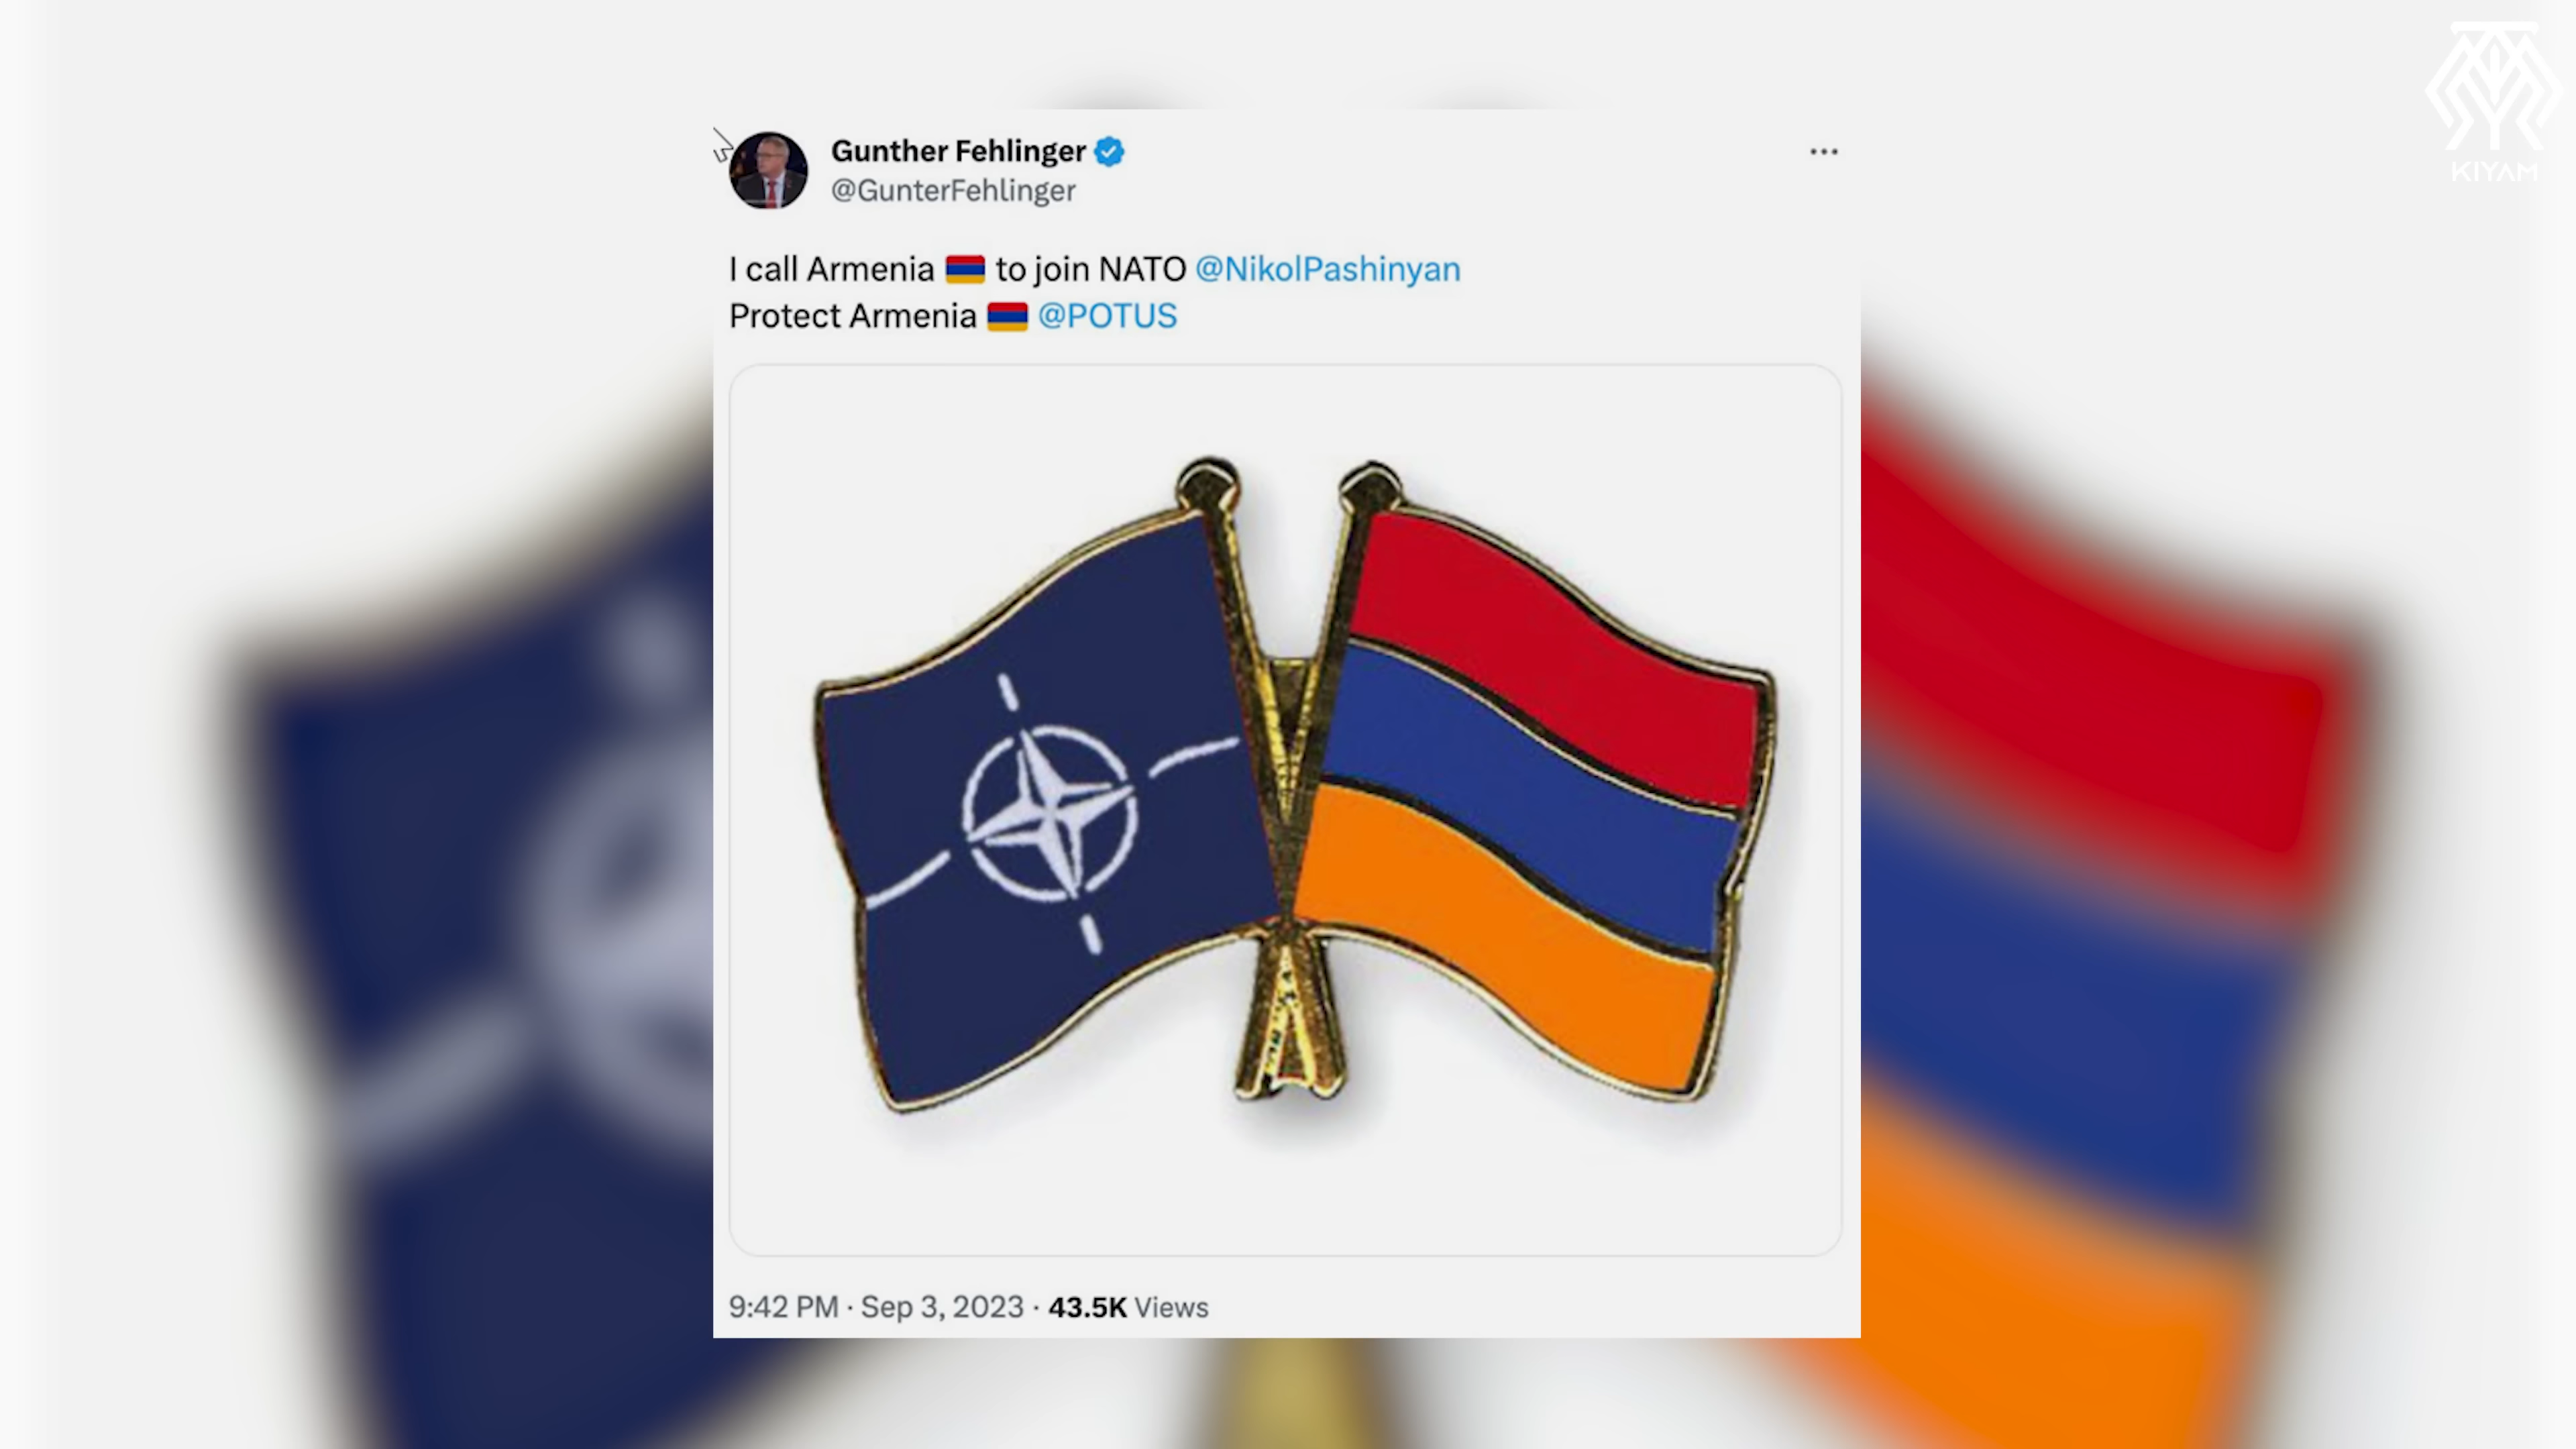 KIYAM
Gunther Fehlinger
@GunterFehlinger
I call Armenia 🇦🇲 to join NATO @NikolPashinyan
Protect Armenia 🇦🇲 @POTUS
9:42 PM · Sep 3, 2023 · 43.5K Views